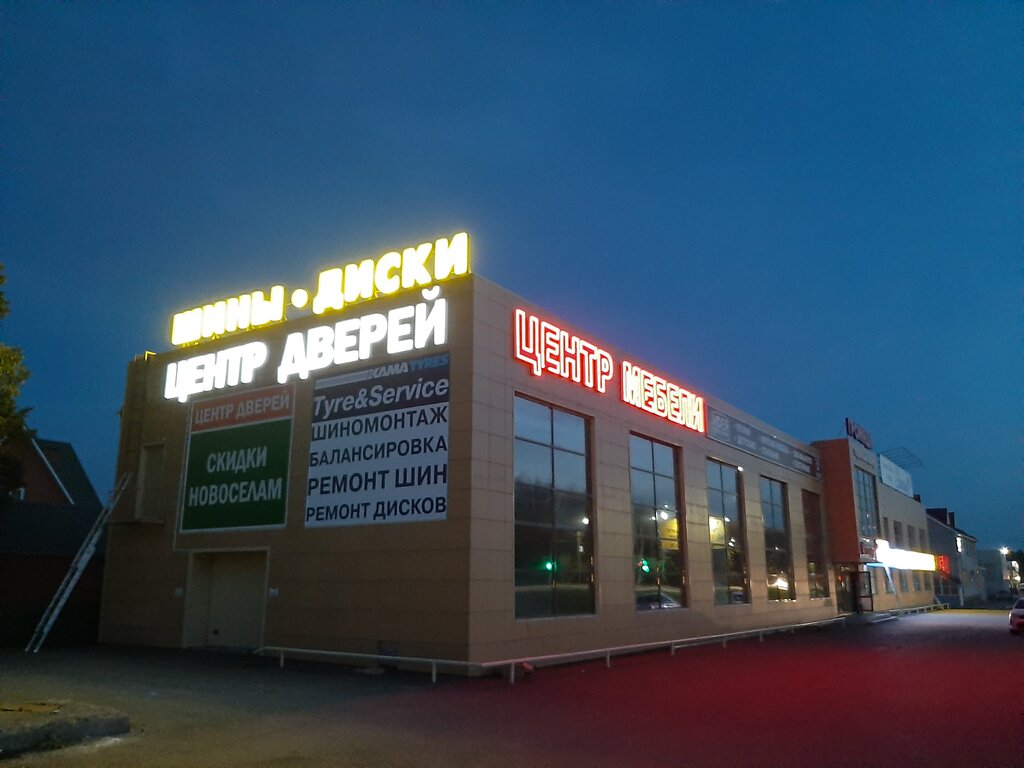 ШИНЫ • ДИСКИ
ЦЕНТР ДВЕРЕЙ
ЦЕНТР ДВЕРЕЙ
СКИДКИ
НОВОСЕЛАМ
KAMA TYRES
Tyre&Service
ШИНОМОНТАЖ
БАЛАНСИРОВКА
РЕМОНТ ШИН
РЕМОНТ ДИСКОВ
ЦЕНТР МЕБЕЛИ